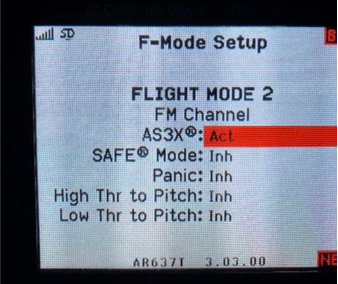 F-Mode Setup
FLIGHT MODE 2
FM Channel
AS3X®: Act
SAFE® Mode: Inh
Panic: Inh
High Thr to Pitch: Inh
Low Thr to Pitch: Inh
AR637T 3.03.00